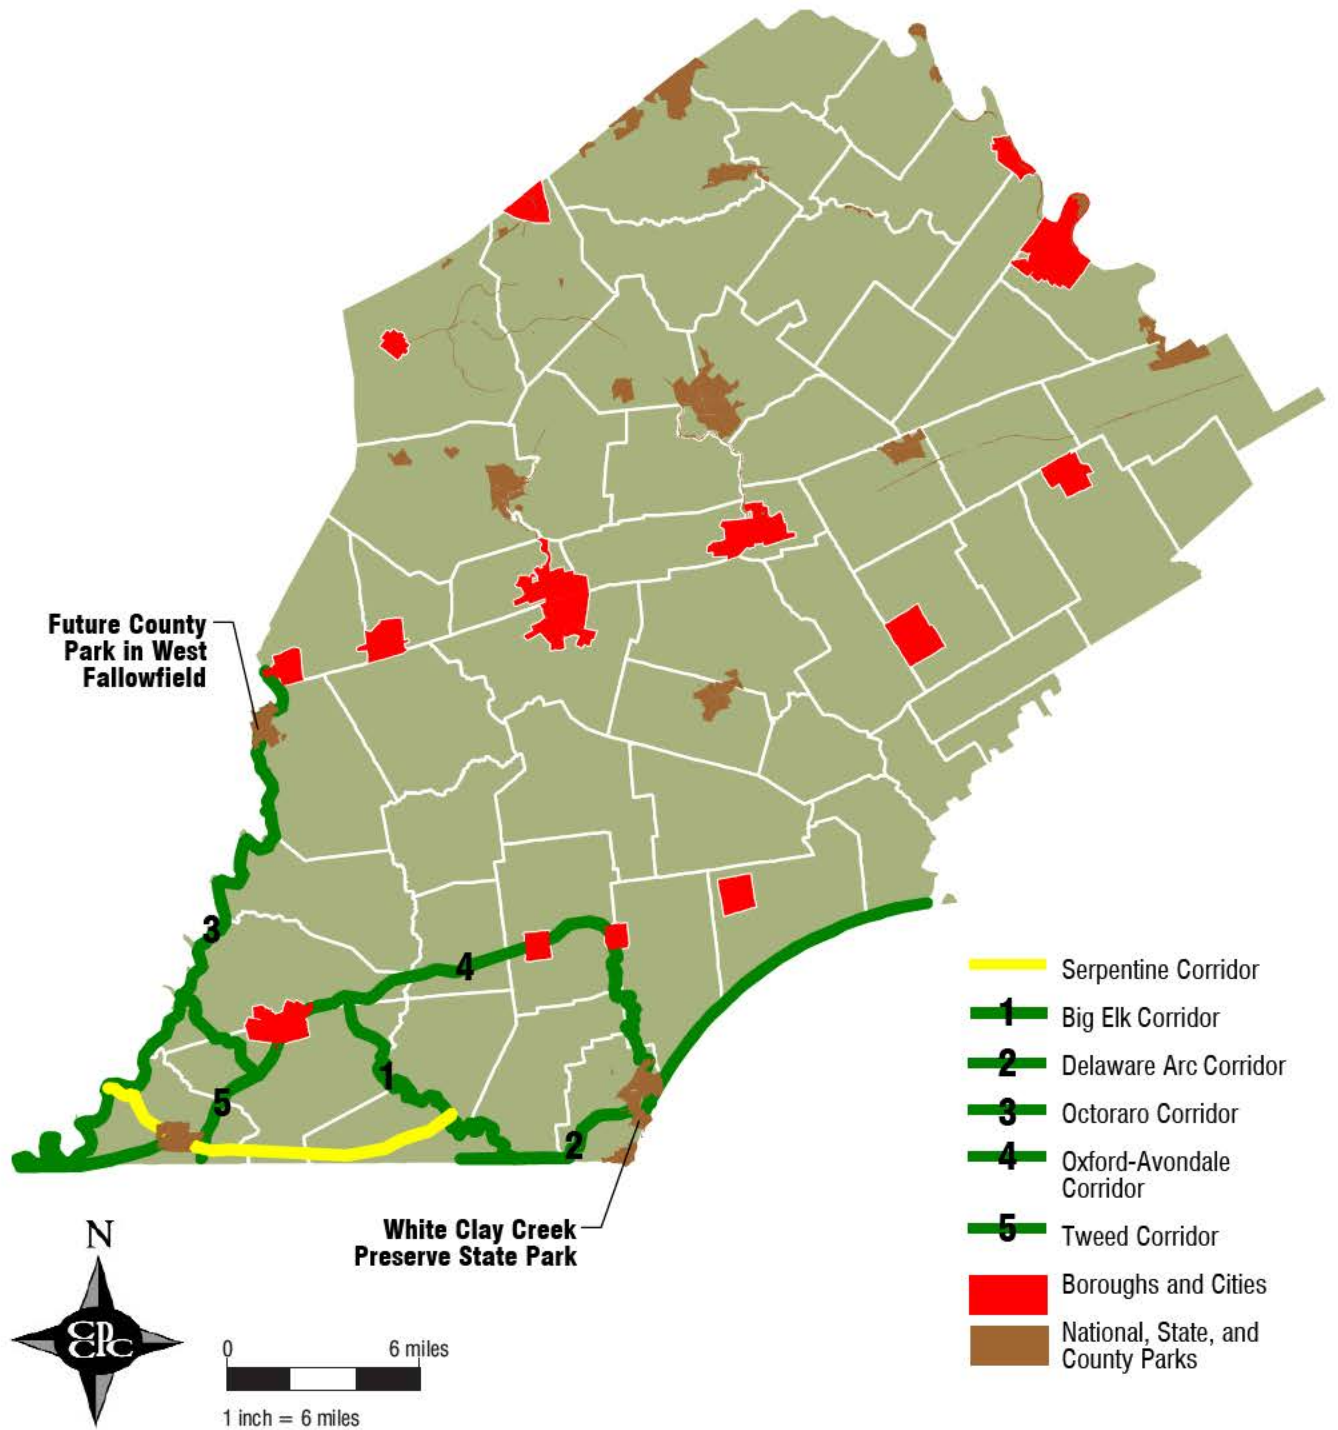 Future County
Park in West
Fallowfield
3
4
1
5
2
White Clay Creek
Preserve State Park
Serpentine Corridor
1 Big Elk Corridor
2 Delaware Arc Corridor
3 Octoraro Corridor
4 Oxford-Avondale
Corridor
5 Tweed Corridor
Boroughs and Cities
National, State, and
County Parks
N
CP
CPC
0 6 miles
1 inch = 6 miles